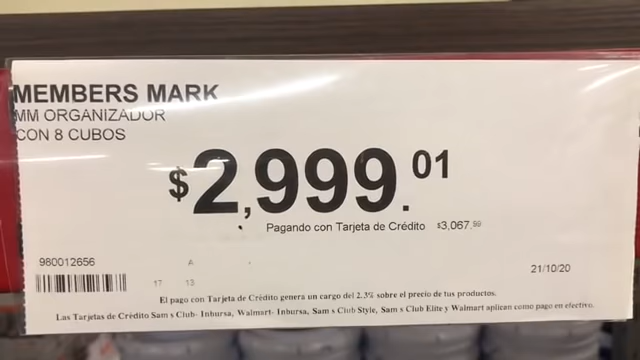 MEMBERS MARK
MM ORGANIZADOR
CON 8 CUBOS
$2,999.01
Pagando con Tarjeta de Crédito $3,067.99
980012656 A
21/10/20
17 13
El pago con Tarjeta de Crédito genera un cargo del 2.3% sobre el precio de tus productos.
Las Tarjetas de Crédito Sam s Club- Inbursa, Walmart- Inbursa, Sam s Club Style, Sam s Club Elite y Walmart aplican como pago en efectivo.